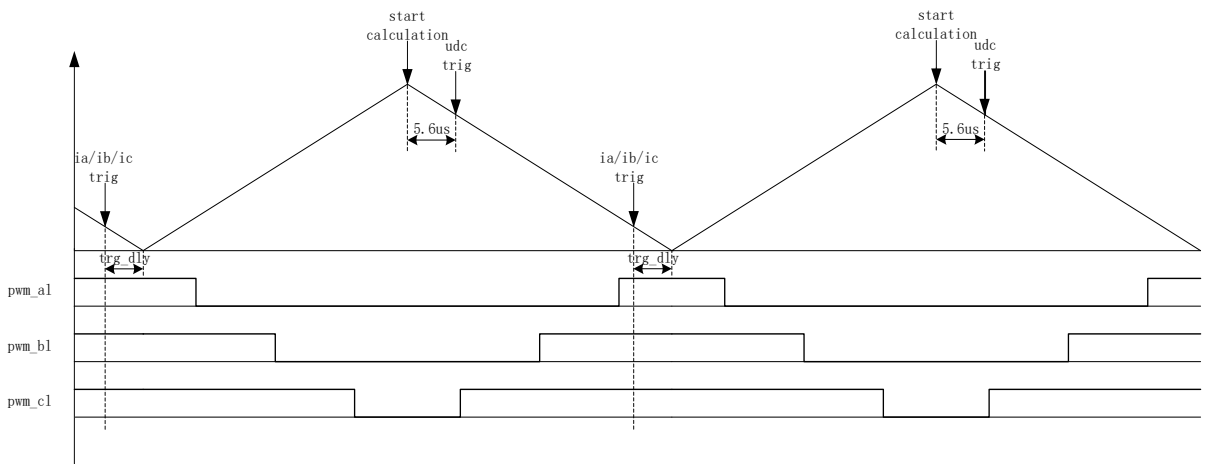 start
calculation
udc
trig
5.6us
ia/ib/ic
trig
trg_dly
ia/ib/ic
trig
trg_dly
start
calculation
udc
trig
5.6us
pwm_al
pwm_bl
pwm_cl